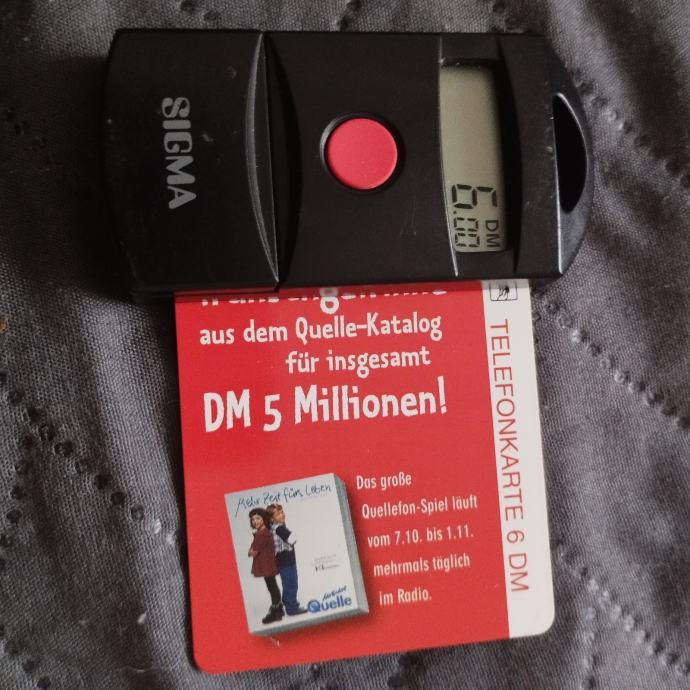 SIGMA
6.00
DM
aus dem Quelle-Katalog
für insgesamt
DM 5 Millionen!
Mehr Zeit fürs Leben
Quelle
Das große
Quellefon-Spiel läuft
vom 7.10. bis 1.11.
mehrmals täglich
im Radio.
TELEFONKARTE 6 DM